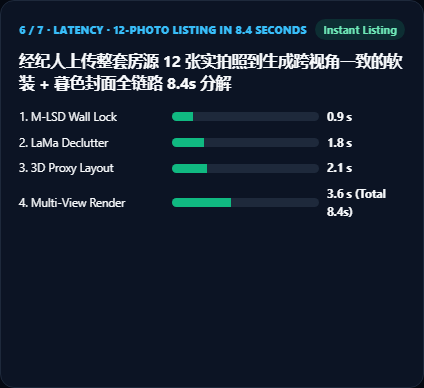 6 / 7 · LATENCY · 12-PHOTO LISTING IN 8.4 SECONDS
Instant Listing
经纪人上传整套房源 12 张实拍照到生成跨视角一致的软
装 + 暮色封面全链路 8.4s 分解
1. M-LSD Wall Lock
0.9 s
2. LaMa Declutter
1.8 s
3. 3D Proxy Layout
2.1 s
4. Multi-View Render
3.6 s (Total
8.4s)